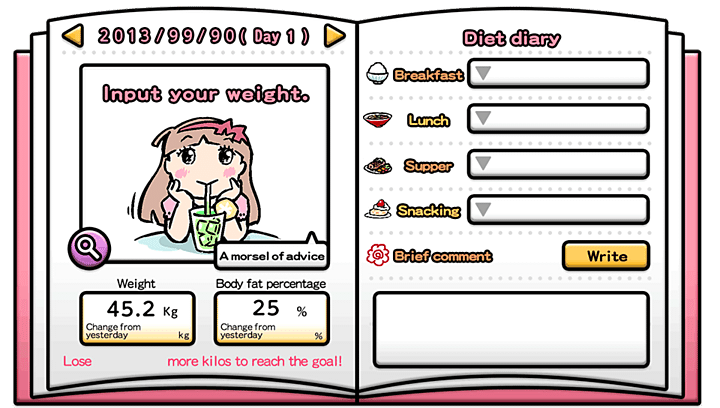 2013/99/90( Day 1 )
Input your weight.
A morsel of advice
Weight
45.2 Kg
Change from
yesterday kg
Body fat percentage
25 %
Change from
yesterday %
Lose more kilos to reach the goal!
Diet diary
Breakfast
Lunch
Supper
Snacking
Brief comment
Write